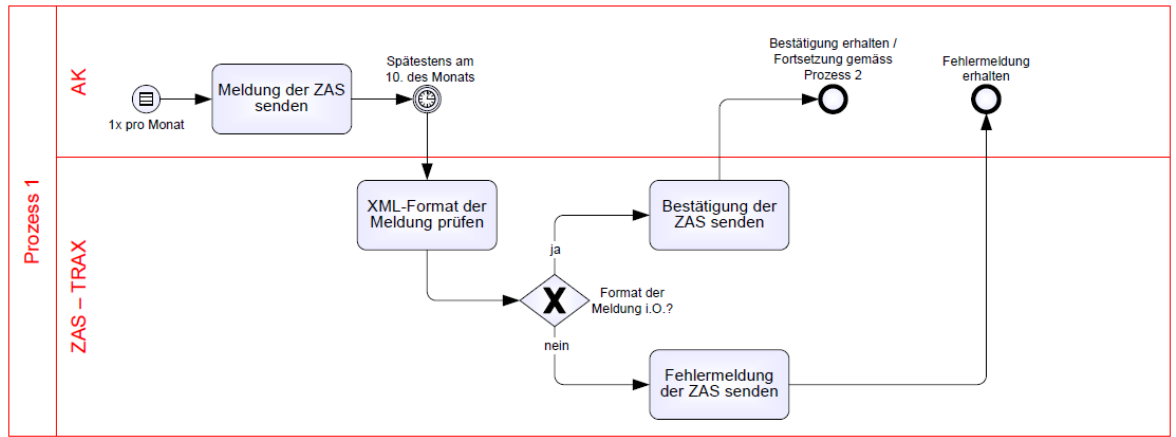 Prozess 1
AK
1x pro Monat
Meldung der ZAS
senden
Spätestens am
10. des Monats
Bestätigung erhalten /
Fortsetzung gemäss
Prozess 2
Fehlermeldung
erhalten
ZAS – TRAX
XML-Format der
Meldung prüfen
X
Format der
Meldung i.O.?
ja
Bestätigung der
ZAS senden
nein
Fehlermeldung
der ZAS senden